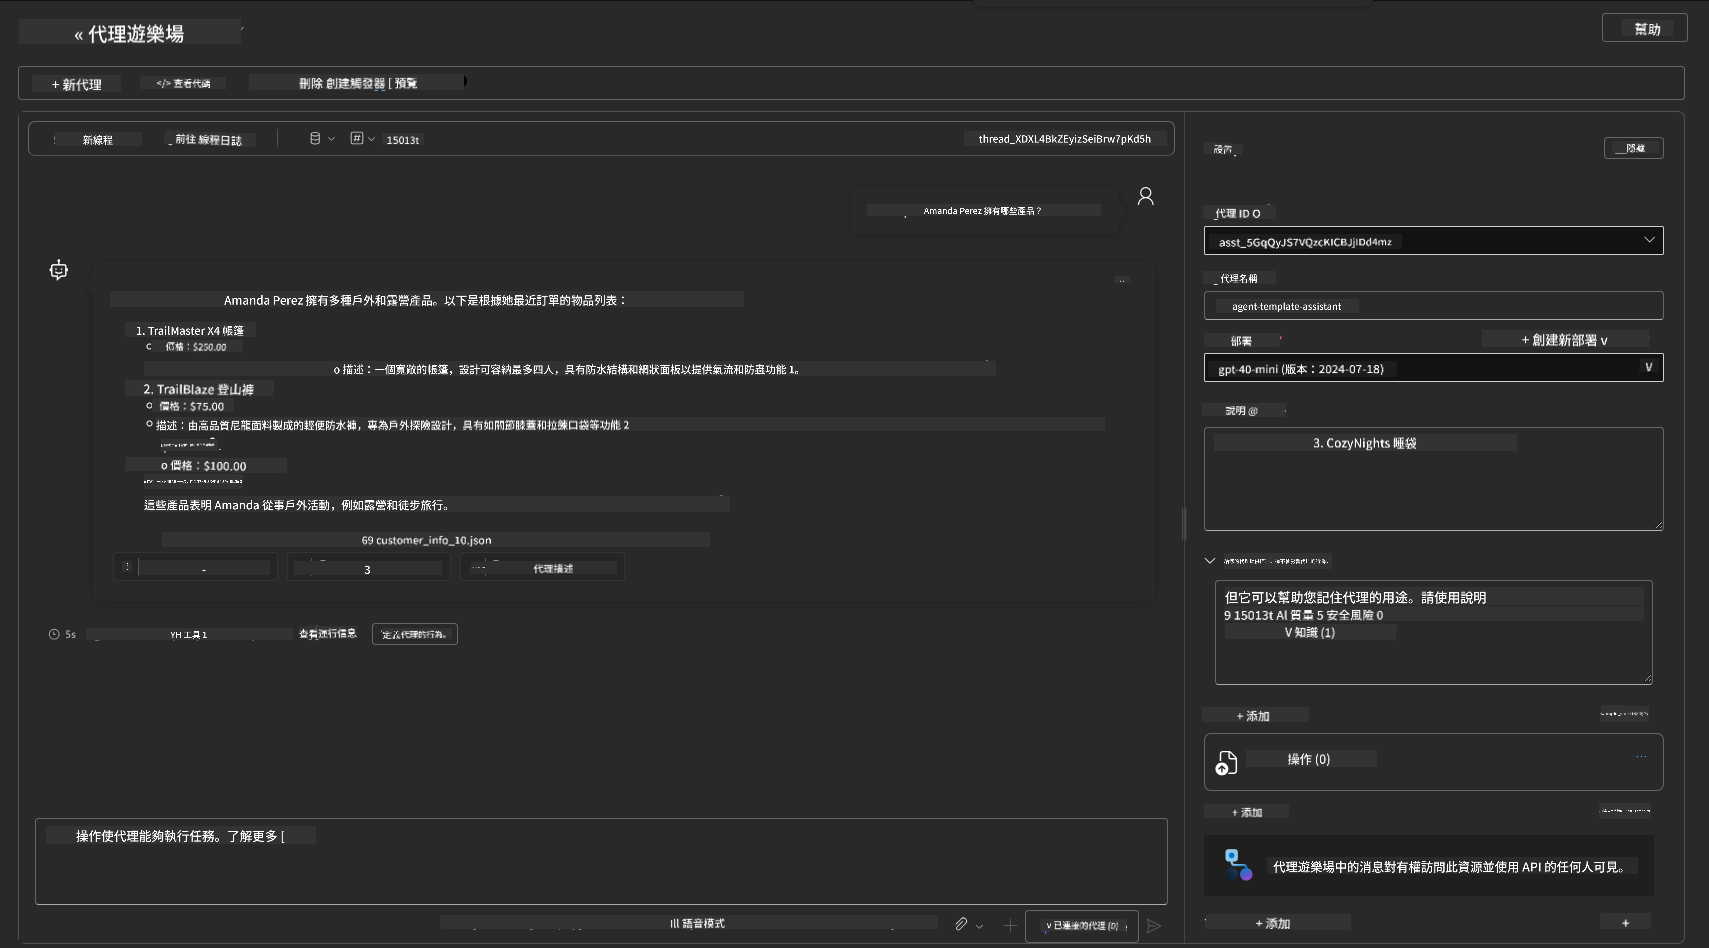 « 代理遊樂場
幫助
+ 新代理
</> 查看代碼
刪除 創建觸發器 [ 預覽
新線程
前往 線程日誌
15013t
thread_XDXL4BkZEyizSeiBrw7pKd5h
Amanda Perez 擁有哪些產品？
Amanda Perez 擁有多種戶外和露營產品。以下是根據她最近訂單的物品列表：
1. TrailMaster X4 帳篷
價格：$250.00
o 描述：一個寬敞的帳篷，設計可容納最多四人，具有防水結構和網狀面板以提供氣流和防蟲功能 1。
2. TrailBlaze 登山褲
價格：$75.00
描述：由高品質尼龍面料製成的輕便防水褲，專為戶外探險設計，具有如關節膝蓋和拉鍊口袋等功能 2
o 價格：$100.00
這些產品表明 Amanda 從事戶外活動，例如露營和徒步旅行。
69 customer_info_10.json
-
3
代理描述
5s
YH 工具 1
查看運行信息
定義代理的行為。
操作使代理能夠執行任務。了解更多 [
Ill 語音模式
v 已連接的代理 (0)
設置
隱藏
代理 ID O
asst_5GqQyJS7VQzcKICBJjIDd4mz
代理名稱
agent-template-assistant
部署
+ 創建新部署 v
gpt-40-mini (版本：2024-07-18)
V
說明 @
3. CozyNights 睡袋
但它可以幫助您記住代理的用途。請使用說明
9 15013t AI 質量 5 安全風險 0
V 知識 (1)
+ 添加
操作 (0)
...
+ 添加
代理遊樂場中的消息對有權訪問此資源並使用 API 的任何人可見。
+ 添加
+